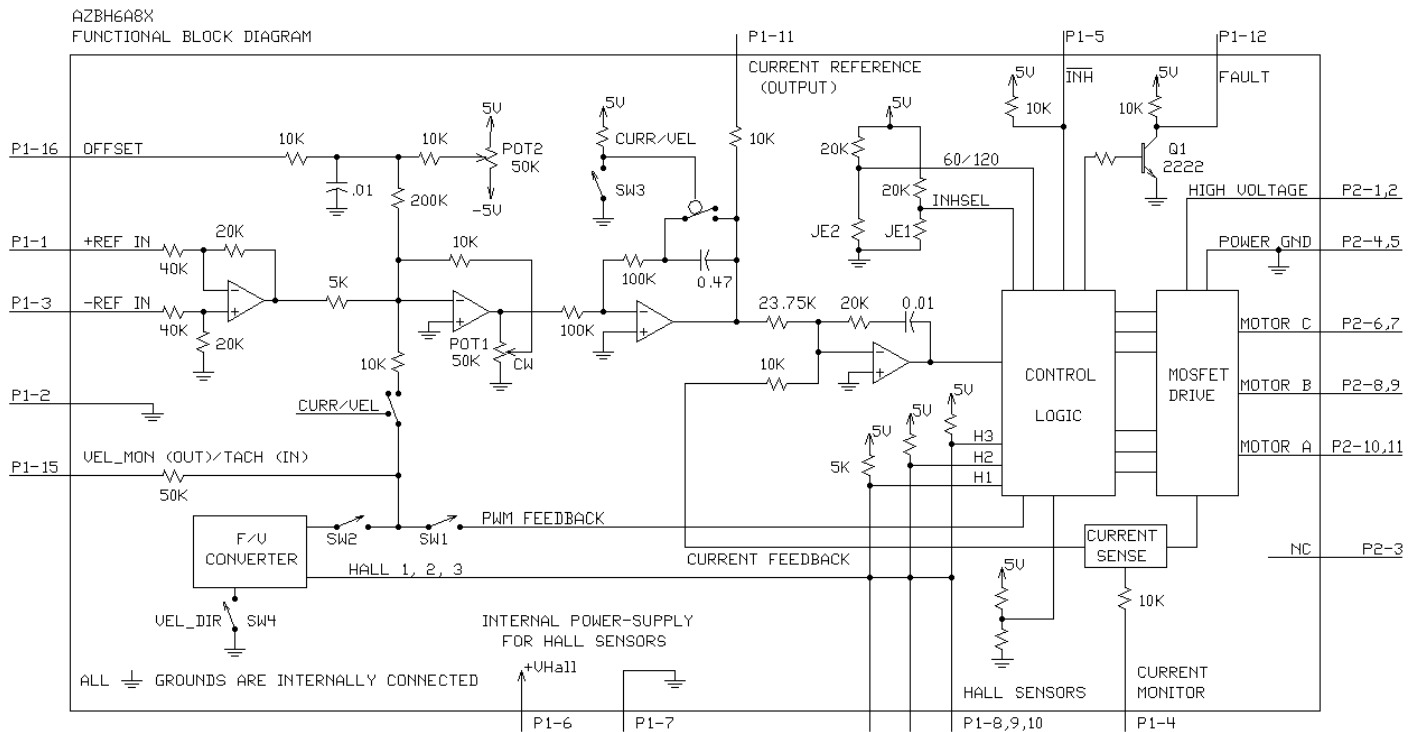 AZBH6A8X
FUNCTIONAL BLOCK DIAGRAM
P1-11
P1-5
P1-12
CURRENT REFERENCE
(OUTPUT)
5V
INH
10K
5V
FAULT
10K
Q1
2222
P1-16
OFFSET
10K
10K
5V
POT2
50K
-5V
.01
200K
5V
CURR/VEL
SW3
10K
5V
20K
60/120
20K
INHSEL
JE2
JE1
HIGH VOLTAGE
P2-1,2
P1-1
+REF IN
20K
40K
10K
100K
0.47
POWER GND
P2-4,5
P1-3
-REF IN
40K
20K
5K
POT1
50K
CW
100K
23.75K
20K
0.01
10K
CONTROL
LOGIC
MOSFET
DRIVE
MOTOR C
P2-6,7
MOTOR B
P2-8,9
MOTOR A
P2-10,11
10K
P1-2
CURR/VEL
5V
5V
5V
5K
H3
H2
H1
P1-15
VEL_MON (OUT)/TACH (IN)
50K
F/V
CONVERTER
SW2
SW1
PWM FEEDBACK
CURRENT FEEDBACK
CURRENT
SENSE
NC
P2-3
HALL 1, 2, 3
5V
10K
VEL_DIR
SW4
INTERNAL POWER-SUPPLY
FOR HALL SENSORS
+VHall
ALL GROUNDS ARE INTERNALLY CONNECTED
HALL SENSORS
CURRENT
MONITOR
P1-6
P1-7
P1-8,9,10
P1-4